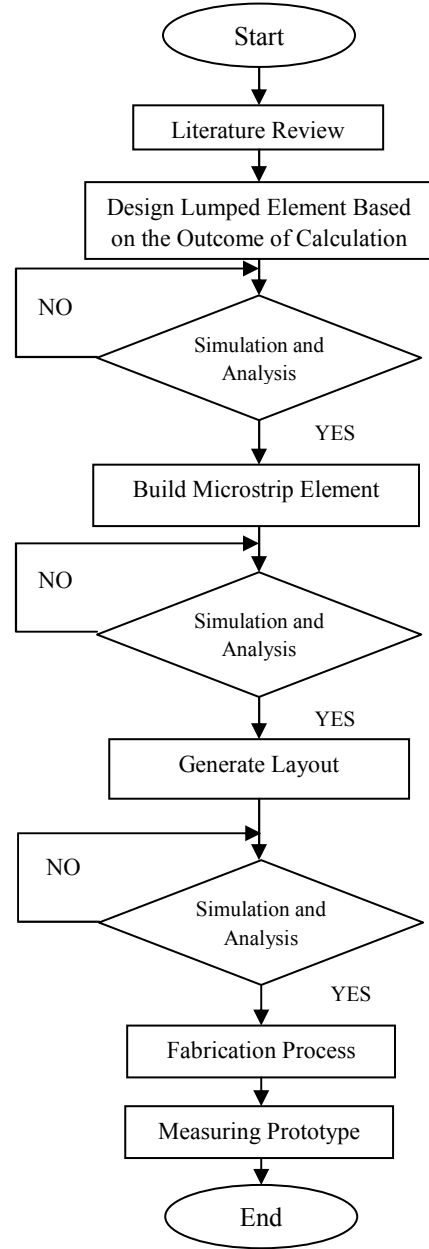 Start
Literature Review
Design Lumped Element Based
on the Outcome of Calculation
NO
Simulation and
Analysis
YES
Build Microstrip Element
NO
Simulation and
Analysis
YES
Generate Layout
NO
Simulation and
Analysis
YES
Fabrication Process
Measuring Prototype
End